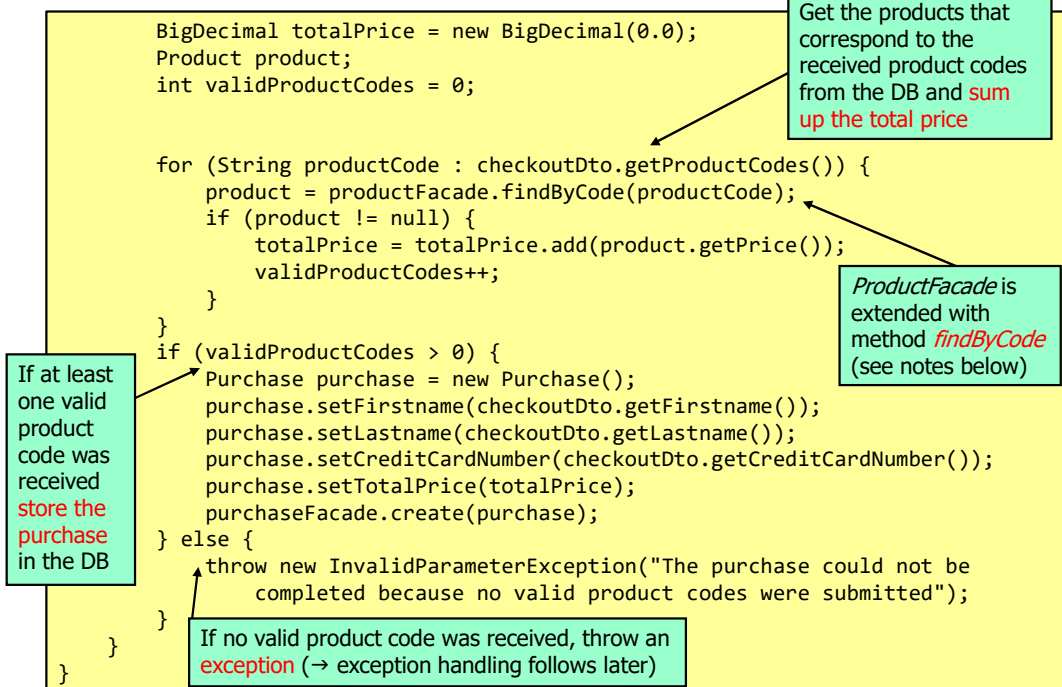 BigDecimal totalPrice = new BigDecimal(0.0);
Product product;
int validProductCodes = 0;
Get the products that
correspond to the
received product codes
from the DB and sum
up the total price
for (String productCode : checkoutDto.getProductCodes()) {
product = productFacade.findByCode(productCode);
if (product != null) {
totalPrice = totalPrice.add(product.getPrice());
validProductCodes++;
}
}
ProductFacade is
extended with
method findByCode
(see notes below)
if (validProductCodes > 0) {
Purchase purchase = new Purchase();
purchase.setFirstname(checkoutDto.getFirstname());
purchase.setLastname(checkoutDto.getLastname());
purchase.setCreditCardNumber(checkoutDto.getCreditCardNumber());
purchase.setTotalPrice(totalPrice);
purchaseFacade.create(purchase);
If at least
one valid
product
code was
received
store the
purchase
in the DB
} else {
throw new InvalidParameterException("The purchase could not be
completed because no valid product codes were submitted");
}
If no valid product code was received, throw an
exception (→ exception handling follows later)
}
}